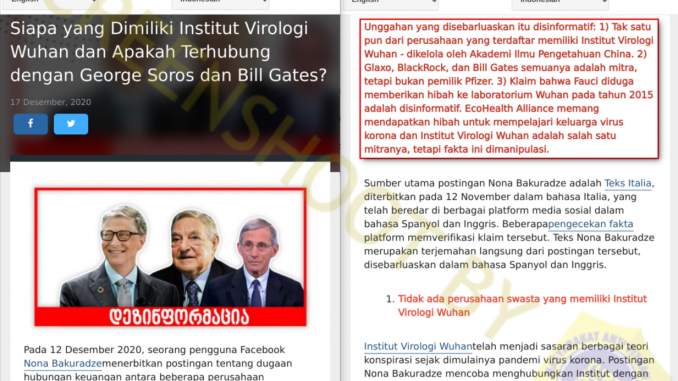 English
Indonesian
Siapa yang Dimiliki Institut Virologi
Wuhan dan Apakah Terhubung
dengan George Soros dan Bill Gates?
17 Desember, 2020
დეზინფორმაცია
Pada 12 Desember 2020, seorang pengguna Facebook
Nona Bakuradzemenerbitkan postingan tentang dugaan
hubungan keuangan antara beberapa perusahaan
English
Indonesian
Unggahan yang disebarluaskan itu disinformatif: 1) Tak satu
pun dari perusahaan yang terdaftar memiliki Institut Virologi
Wuhan - dikelola oleh Akademi Ilmu Pengetahuan China. 2)
Glaxo, BlackRock, dan Bill Gates semuanya adalah mitra,
tetapi bukan pemilik Pfizer. 3) Klaim bahwa Fauci diduga
memberikan hibah ke laboratorium Wuhan pada tahun 2015
adalah disinformatif. EcoHealth Alliance memang
mendapatkan hibah untuk mempelajari keluarga virus
korona dan Institut Virologi Wuhan adalah salah satu
mitranya, tetapi fakta ini dimanipulasi.
Sumber utama postingan Nona Bakuradze adalah Teks Italia,
diterbitkan pada 12 November dalam bahasa Italia, yang
telah beredar di berbagai platform media sosial dalam
bahasa Spanyol dan Inggris. Beberapapengecekan fakta
platform memverifikasi klaim tersebut. Teks Nona Bakuradze
merupakan terjemahan langsung dari postingan tersebut,
disebarluaskan dalam bahasa Spanyol dan Inggris.
1. Tidak ada perusahaan swasta yang memiliki Institut
Virologi Wuhan
Institut Virologi Wuhantelah menjadi sasaran berbagai teori
konspirasi sejak dimulainya pandemi virus korona. Postingan
Nona Bakuradze mencoba menghubungkan Institut dengan
SCREENSHOOT BY